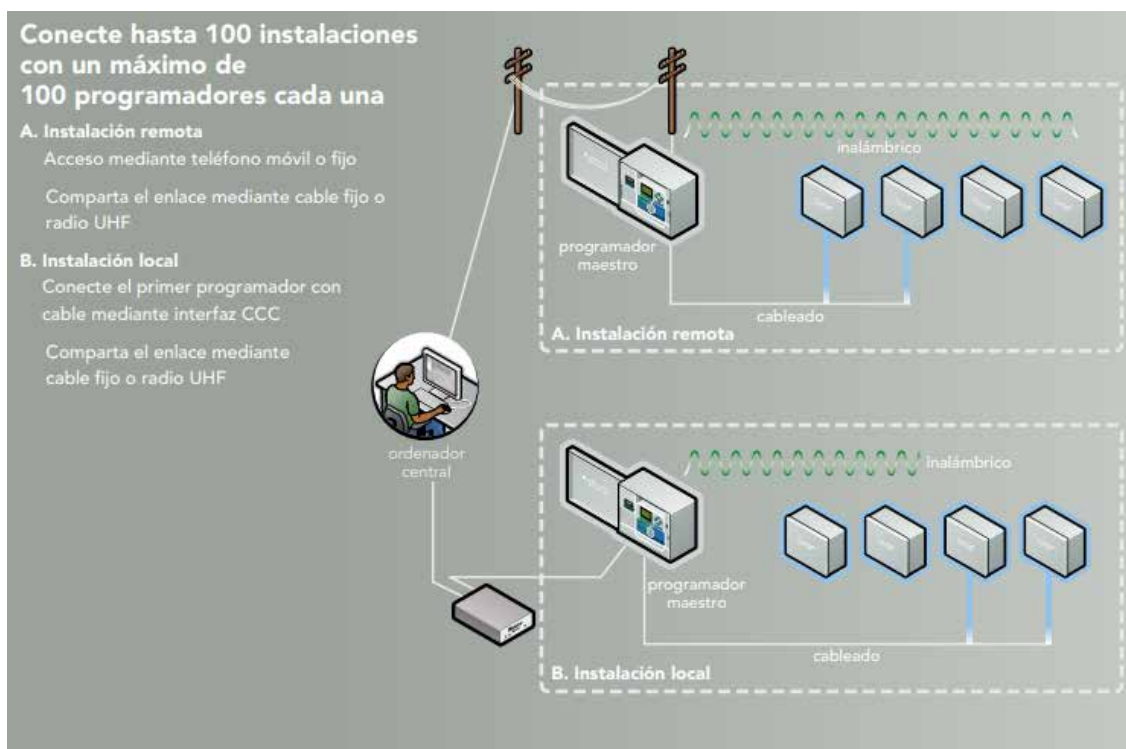 Conecte hasta 100 instalaciones
con un máximo de
100 programadores cada una
A. Instalación remota
Acceso mediante teléfono móvil o fijo
Comparta el enlace mediante cable fijo o
radio UHF
B. Instalación local
Conecte el primer programador con
cable mediante interfaz CCC
Comparta el enlace mediante
cable fijo o radio UHF
inalámbrico
programador
maestro
cableado
A. Instalación remota
ordenador
central
inalámbrico
programador
maestro
cableado
B. Instalación local